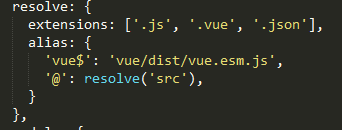 resolve: {
  extensions: ['.js', '.vue', '.json'],
  alias: {
    'vue$': 'vue/dist/vue.esm.js',
    '@': resolve('src'),
  }
},